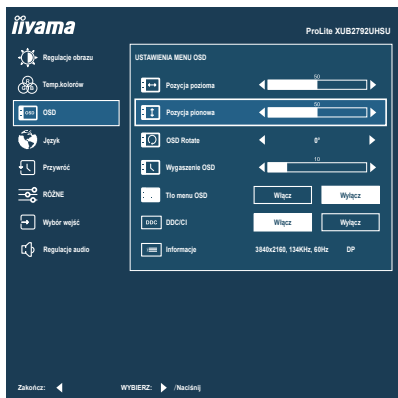 iiyama
ProLite XUB2792UHSU
Regulacje obrazu
Temp.kolorów
OSD OSD
Język
Przywróć
RÓŻNE
Wybór wejść
Regulacje audio
USTAWIENIA MENU OSD
Pozycja pozioma 50
Pozycja pionowa 50
OSD Rotate 0°
Wygaszenie OSD 10
Tło menu OSD Włącz Wyłącz
DDC DDC/CI Włącz Wyłącz
Informacje 3840x2160, 134KHz, 60Hz DP
Zakończ: WYBIERZ: /Naciśnij